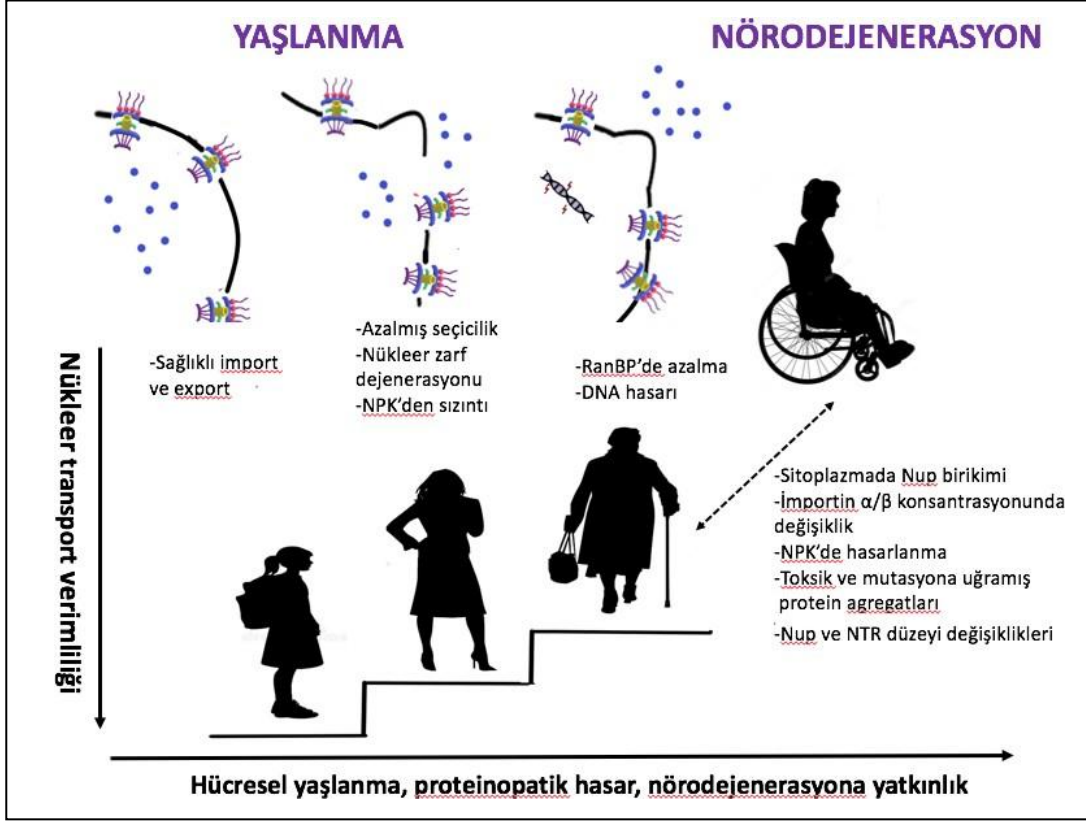 YAŞLANMA
NÖRODEJENERASYON
-Sağlıklı import
ve export
-Azalmış seçicilik
-Nükleer zarf
dejenerasyonu
-NPK’den sızıntı
-RanBP’de azalma
-DNA hasarı
-Sitoplazmada Nup birikimi
-İmportin α/β konsantrasyonunda
değişiklik
-NPK’de hasarlanma
-Toksik ve mutasyona uğramış
protein agregatları
-Nup ve NTR düzeyi değişiklikleri
Nükleer transport verimliliği
Hücresel yaşlanma, proteinopatik hasar, nörodejenerasyona yatkınlık